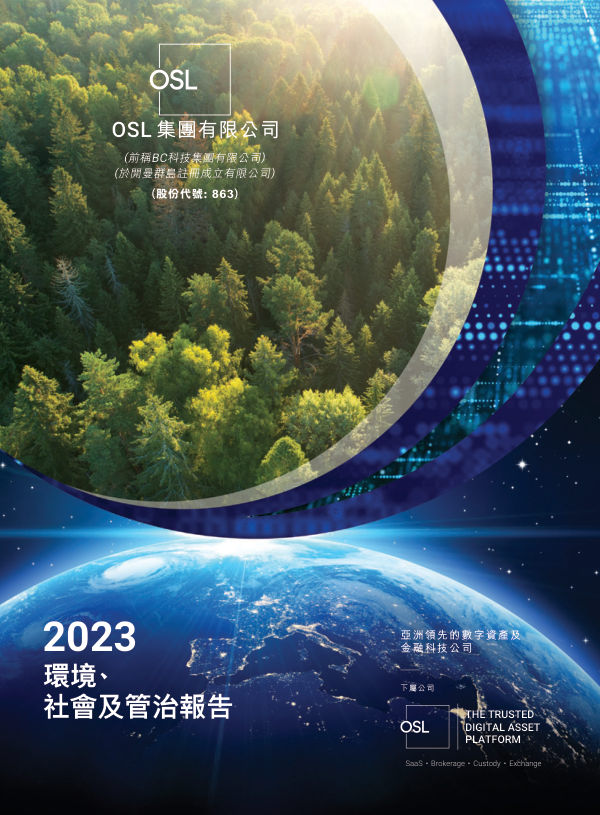 OSL
OSL 集團有限公司
(前稱BC科技集團有限公司)
(於開曼群島註冊成立有限公司)
(股份代號: 863)
2023
環境、
社會及管治報告
亞洲領先的數字資產及
金融科技公司
下屬公司
OSL
THE TRUSTED
DIGITAL ASSET
PLATFORM
SaaS • Brokerage • Custody • Exchange